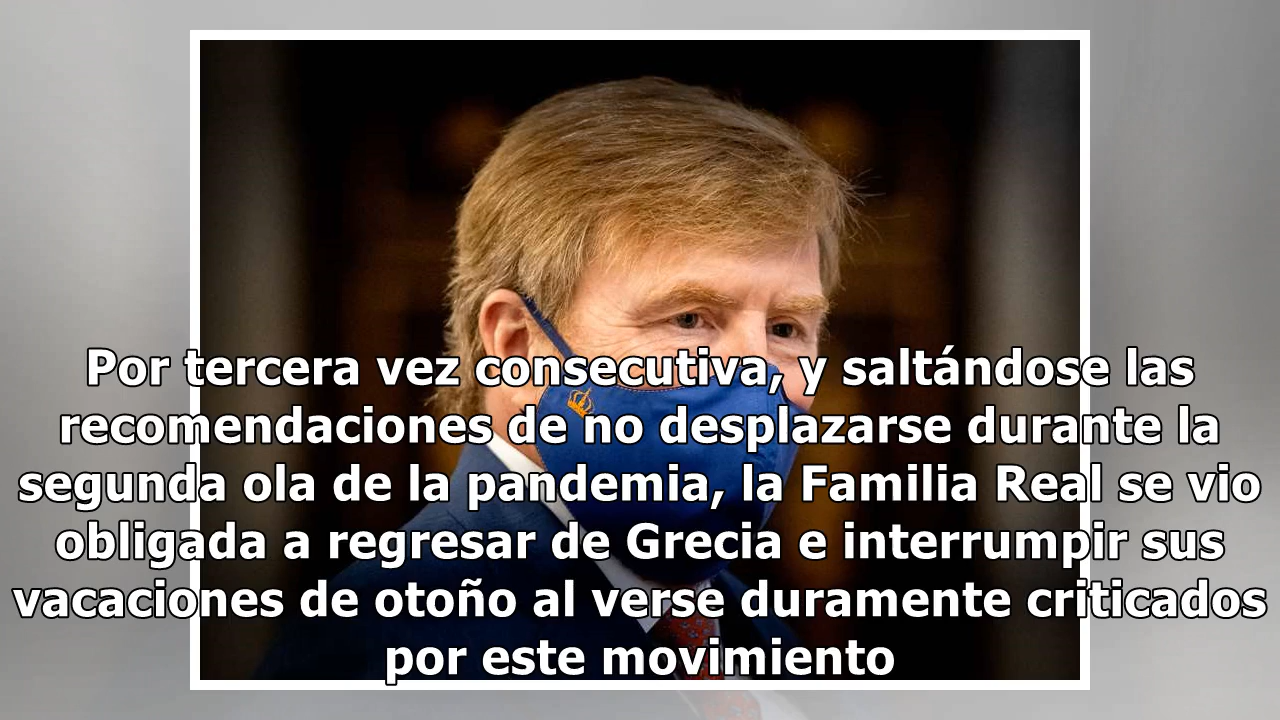 Por tercera vez consecutiva, y saltándose las
recomendaciones de no desplazarse durante la
segunda ola de la pandemia, la Familia Real se vio
obligada a regresar de Grecia e interrumpir sus
vacaciones de otoño al verse duramente criticados
por este movimiento